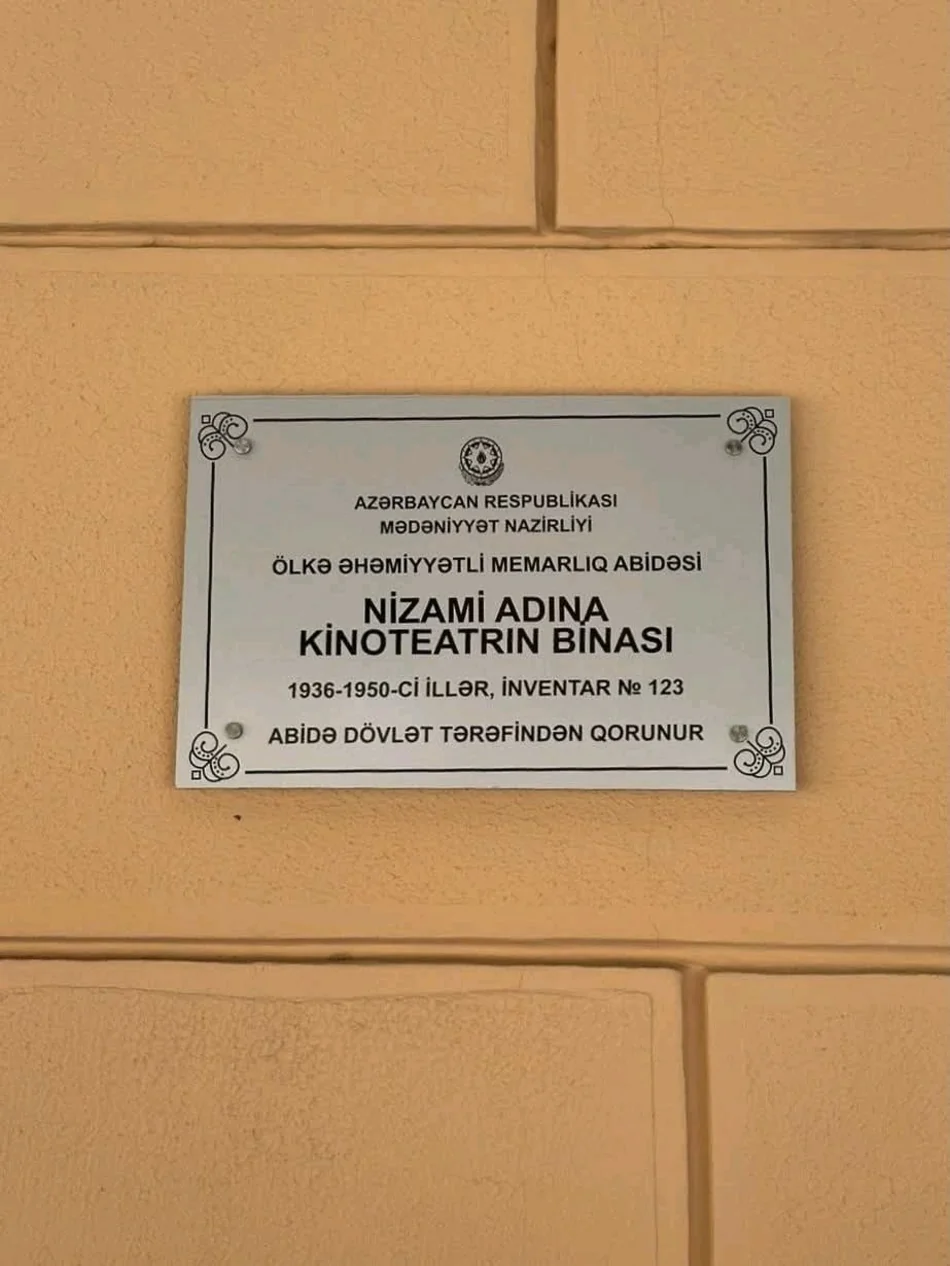 AZƏRBAYCAN RESPUBLİKASI
MƏDƏNİYYƏT NAZİRLİYİ
ÖLKƏ ƏHƏMİYYƏTLİ MEMARLIQ ABİDƏSİ
NİZAMİ ADINA
KİNOTEATRIN BİNASI
1936-1950-Cİ İLLƏR, İNVENTAR № 123
ABİDƏ DÖVLƏT TƏRƏFİNDƏN QORUNUR